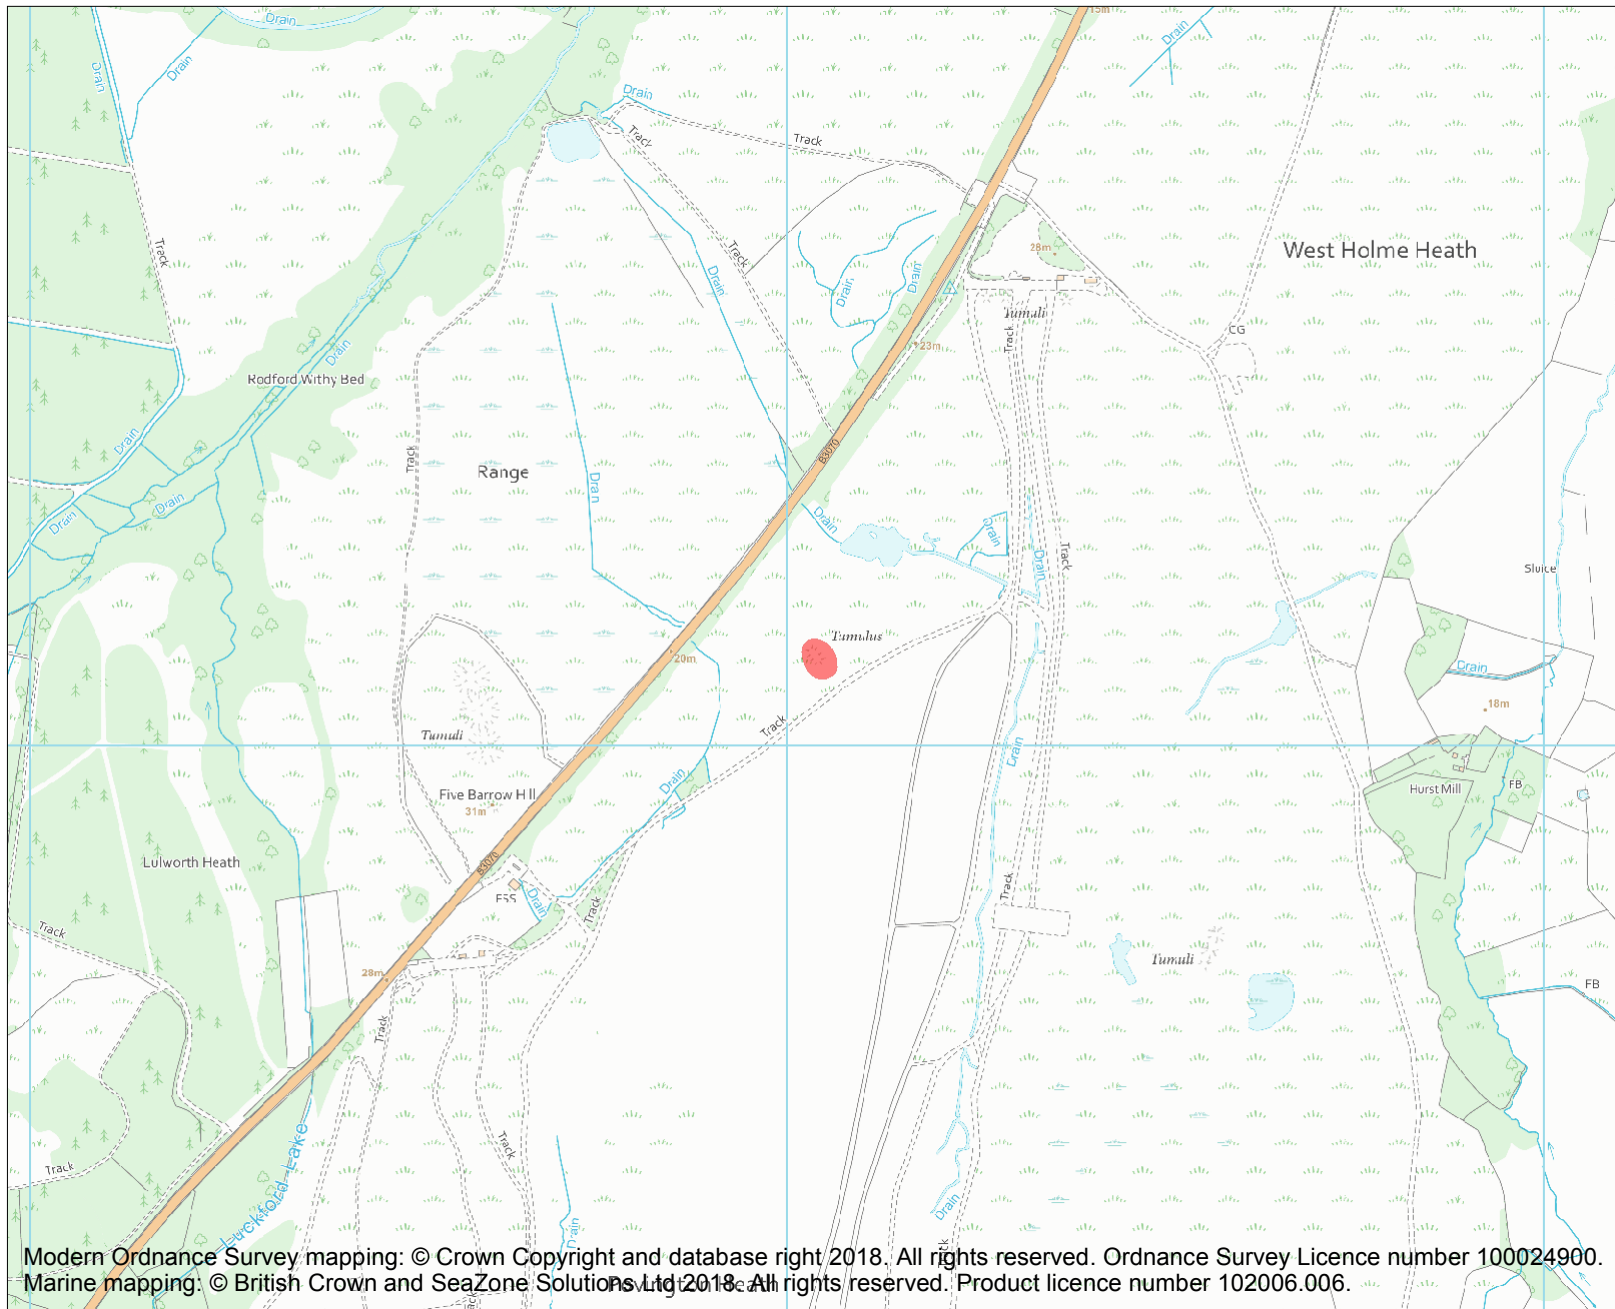 Drain
15m
Drain
Drain
Drain
Drain
Track
Track
Track
28m
West Holme Heath
Track
Drain
Drain
Drain
Tumuli
CG
23m
Track
Drain
Rodford Withy Bed
Drain
Track
Range
B3070
Drain
Drain
Drain
Drain
Drain
Drain
Track
Sluice
Tumulus
20m
Drain
18m
Track
Tumuli
Drain
Drain
Five Barrow Hill
31m
Hurst Mill
FB
B3070
Lulworth Heath
Drain
Track
Track
Track
Tumuli
28m
FB
Track
Track
Track
Luckford Lake
Drain
Drain
Modern Ordnance Survey mapping: © Crown Copyright and database right 2018. All rights reserved. Ordnance Survey Licence number 100024900.
Marine mapping: © British Crown and SeaZone Solutions Ltd 2018. All rights reserved. Product licence number 102006.006.